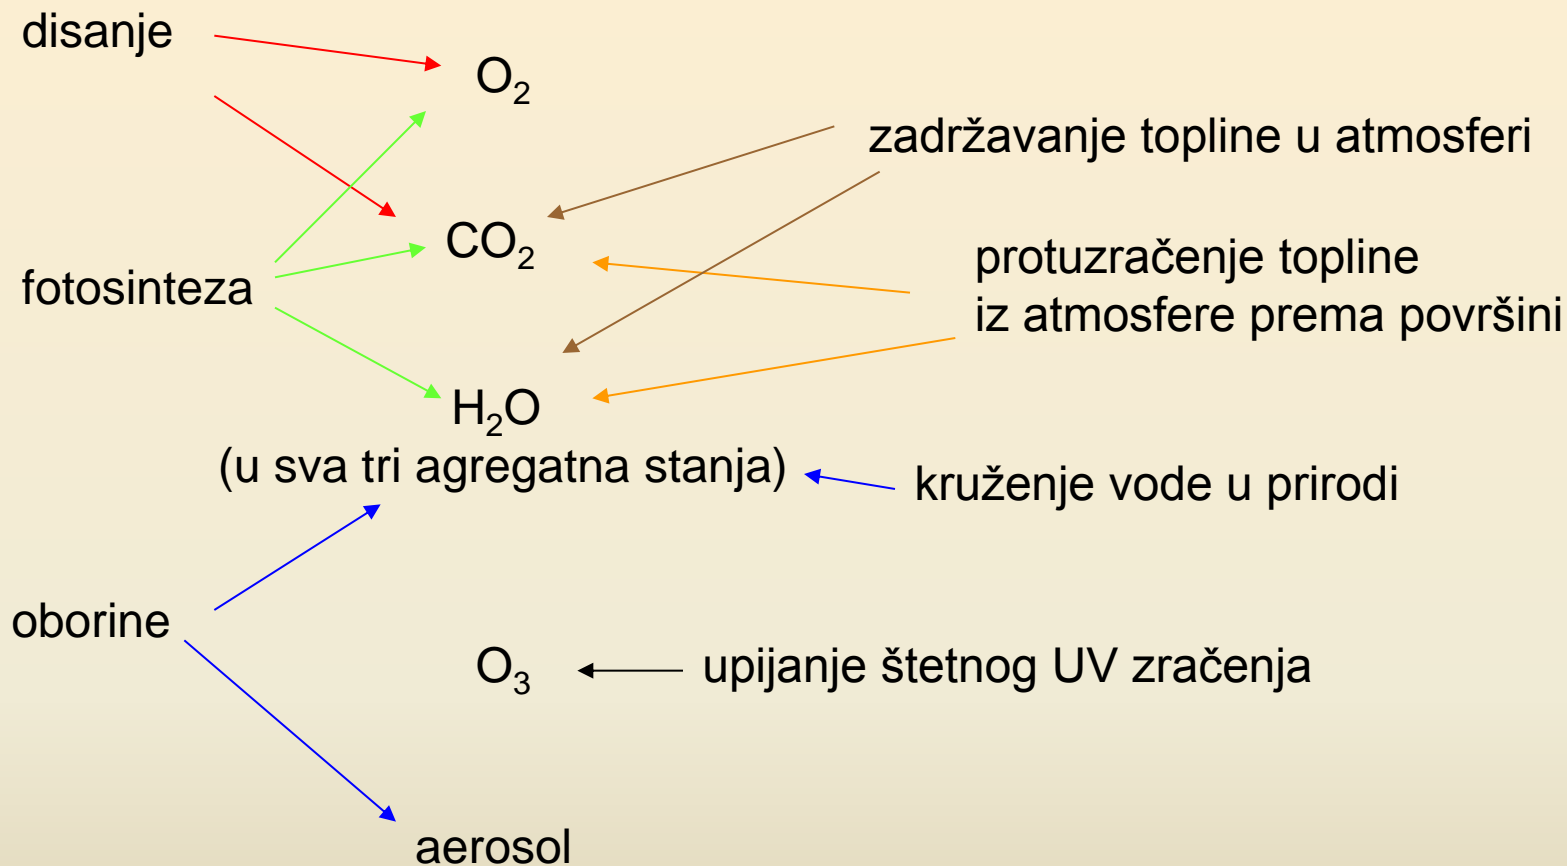 disanje
O₂
zadržavanje topline u atmosferi
CO₂
protuzračenje topline
iz atmosfere prema površini
fotosinteza
H₂O
(u sva tri agregatna stanja)
kruženje vode u prirodi
oborine
O₃
upijanje štetnog UV zračenja
aerosol